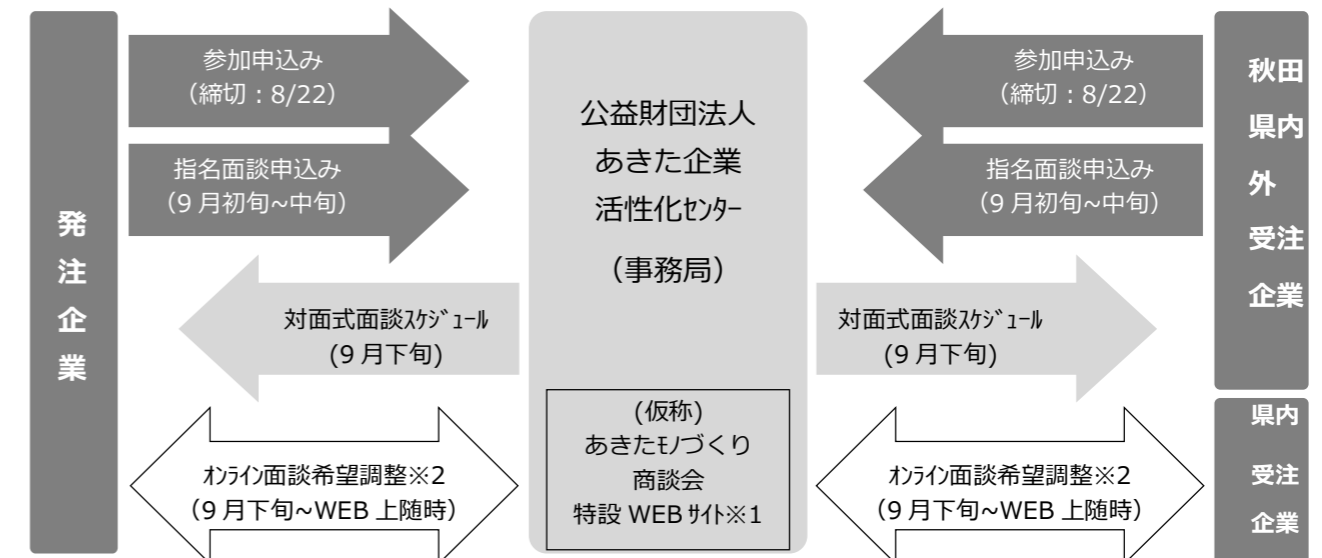 発
注
企
業
参加申込み
（締切：8/22）
指名面談申込み
（9 月初旬~中旬）
対面式面談ｽｹｼﾞｭｰﾙ
(9 月下旬)
ｵﾝﾗｲﾝ面談希望調整※2
（9 月下旬~WEB 上随時）
公益財団法人
あきた企業
活性化ｾﾝﾀｰ
（事務局）
(仮称)
あきたﾓﾉづくり
商談会
特設 WEB ｻｲﾄ※1
参加申込み
（締切：8/22）
指名面談申込み
（9 月初旬~中旬）
対面式面談ｽｹｼﾞｭｰﾙ
(9 月下旬)
ｵﾝﾗｲﾝ面談希望調整※2
（9 月下旬~WEB 上随時）
秋田
県内
外
受注
企業
県内
受注
企業